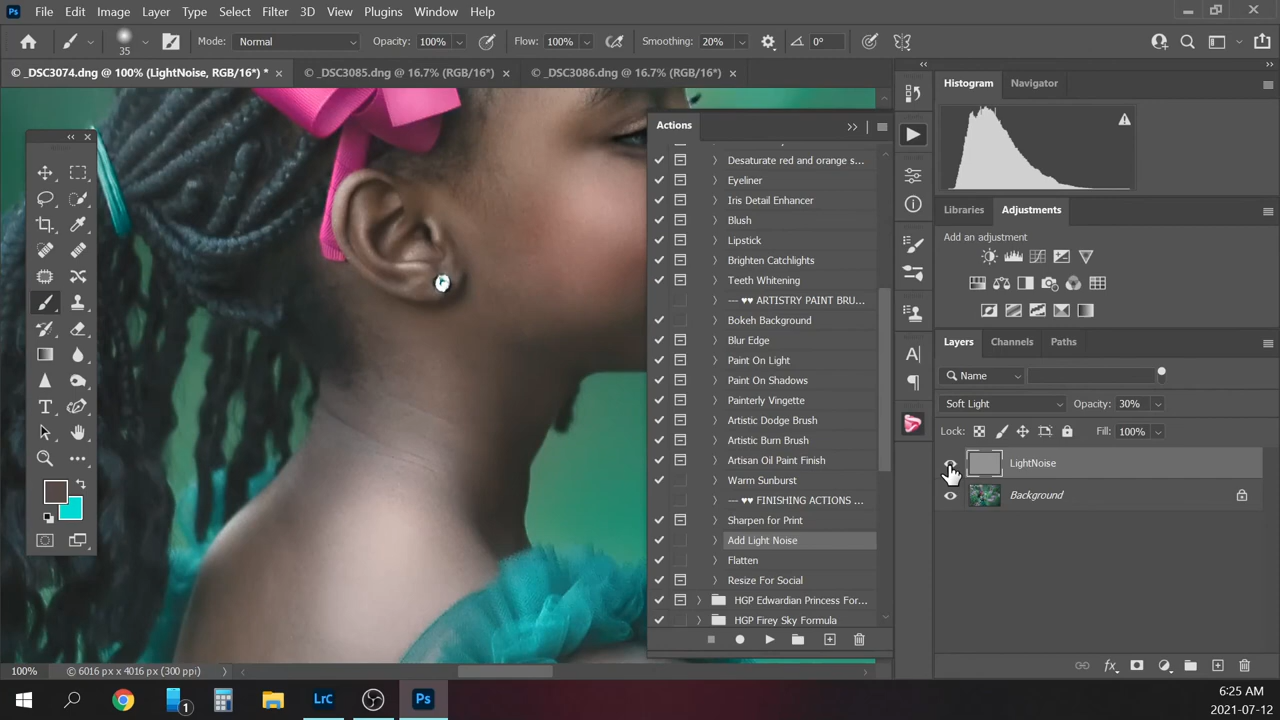 Ps File Edit Image Layer Type Select Filter 3D View Plugins Window Help
35 Mode: Normal Opacity: 100% Flow: 100% Smoothing: 20% 0°
© _DSC3074.dng @ 100% (LightNoise, RGB/16*) * × © _DSC3085.dng @ 16.7% (RGB/16*) × © _DSC3086.dng @ 16.7% (RGB/16*) ×
Histogram Navigator
Actions
Desaturate red and orange s...
Eyeliner
Iris Detail Enhancer
Blush
Lipstick
Brighten Catchlights
Teeth Whitening
--- ♥♥ ARTISTRY PAINT BRU...
Bokeh Background
Blur Edge
Paint On Light
Paint On Shadows
Painterly Vingette
Artistic Dodge Brush
Artistic Burn Brush
Artisan Oil Paint Finish
Warm Sunburst
--- ♥♥ FINISHING ACTIONS ...
Sharpen for Print
Add Light Noise
Flatten
Resize For Social
HGP Edwardian Princess For...
HGP Firey Sky Formula
Libraries Adjustments
Add an adjustment
Layers Channels Paths
Name
Soft Light Opacity: 30%
Lock: Fill: 100%
LightNoise
Background
100% © 6016 px x 4016 px (300 ppi)
1 LrC Ps
6:25 AM
2021-07-12